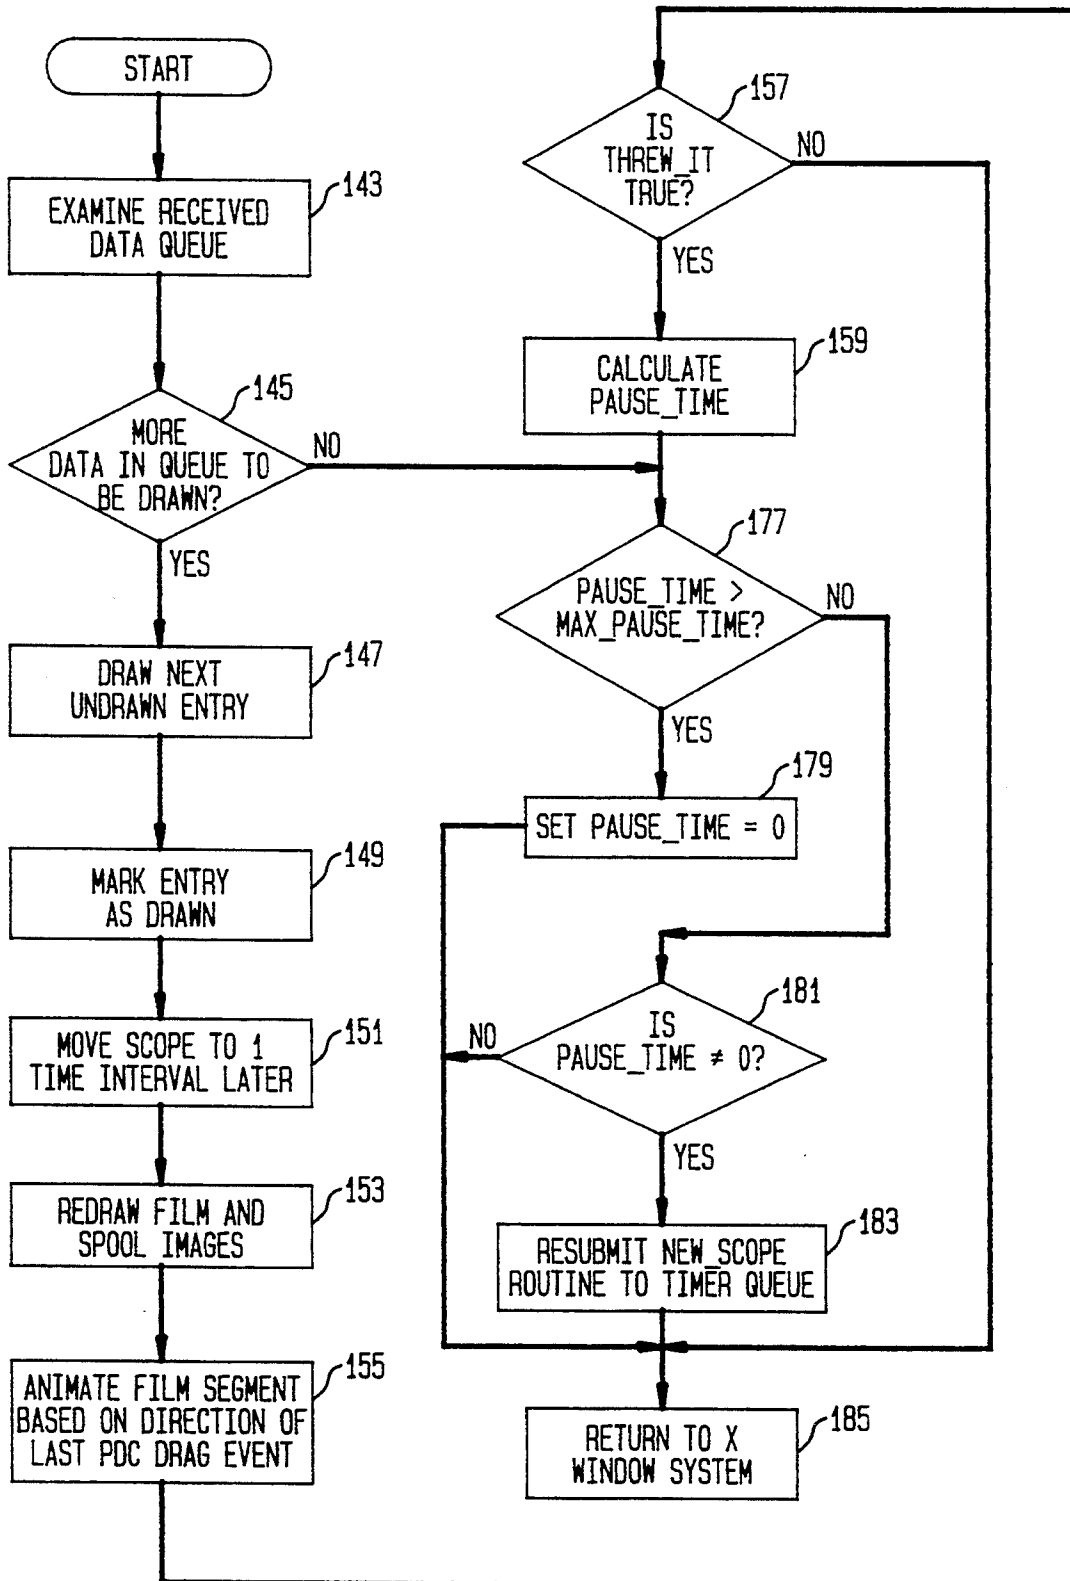 START
143
EXAMINE RECEIVED
DATA QUEUE
145
MORE
DATA IN QUEUE TO
BE DRAWN?
NO
YES
147
DRAW NEXT
UNDRAWN ENTRY
149
MARK ENTRY
AS DRAWN
151
MOVE SCOPE TO 1
TIME INTERVAL LATER
153
REDRAW FILM AND
SPOOL IMAGES
155
ANIMATE FILM SEGMENT
BASED ON DIRECTION OF
LAST PDC DRAG EVENT
157
IS
THREW_IT
TRUE?
NO
YES
159
CALCULATE
PAUSE_TIME
177
PAUSE_TIME >
MAX_PAUSE_TIME?
NO
YES
179
SET PAUSE_TIME = 0
181
IS
PAUSE_TIME ≠ 0?
NO
YES
183
RESUBMIT NEW_SCOPE
ROUTINE TO TIMER QUEUE
185
RETURN TO X
WINDOW SYSTEM